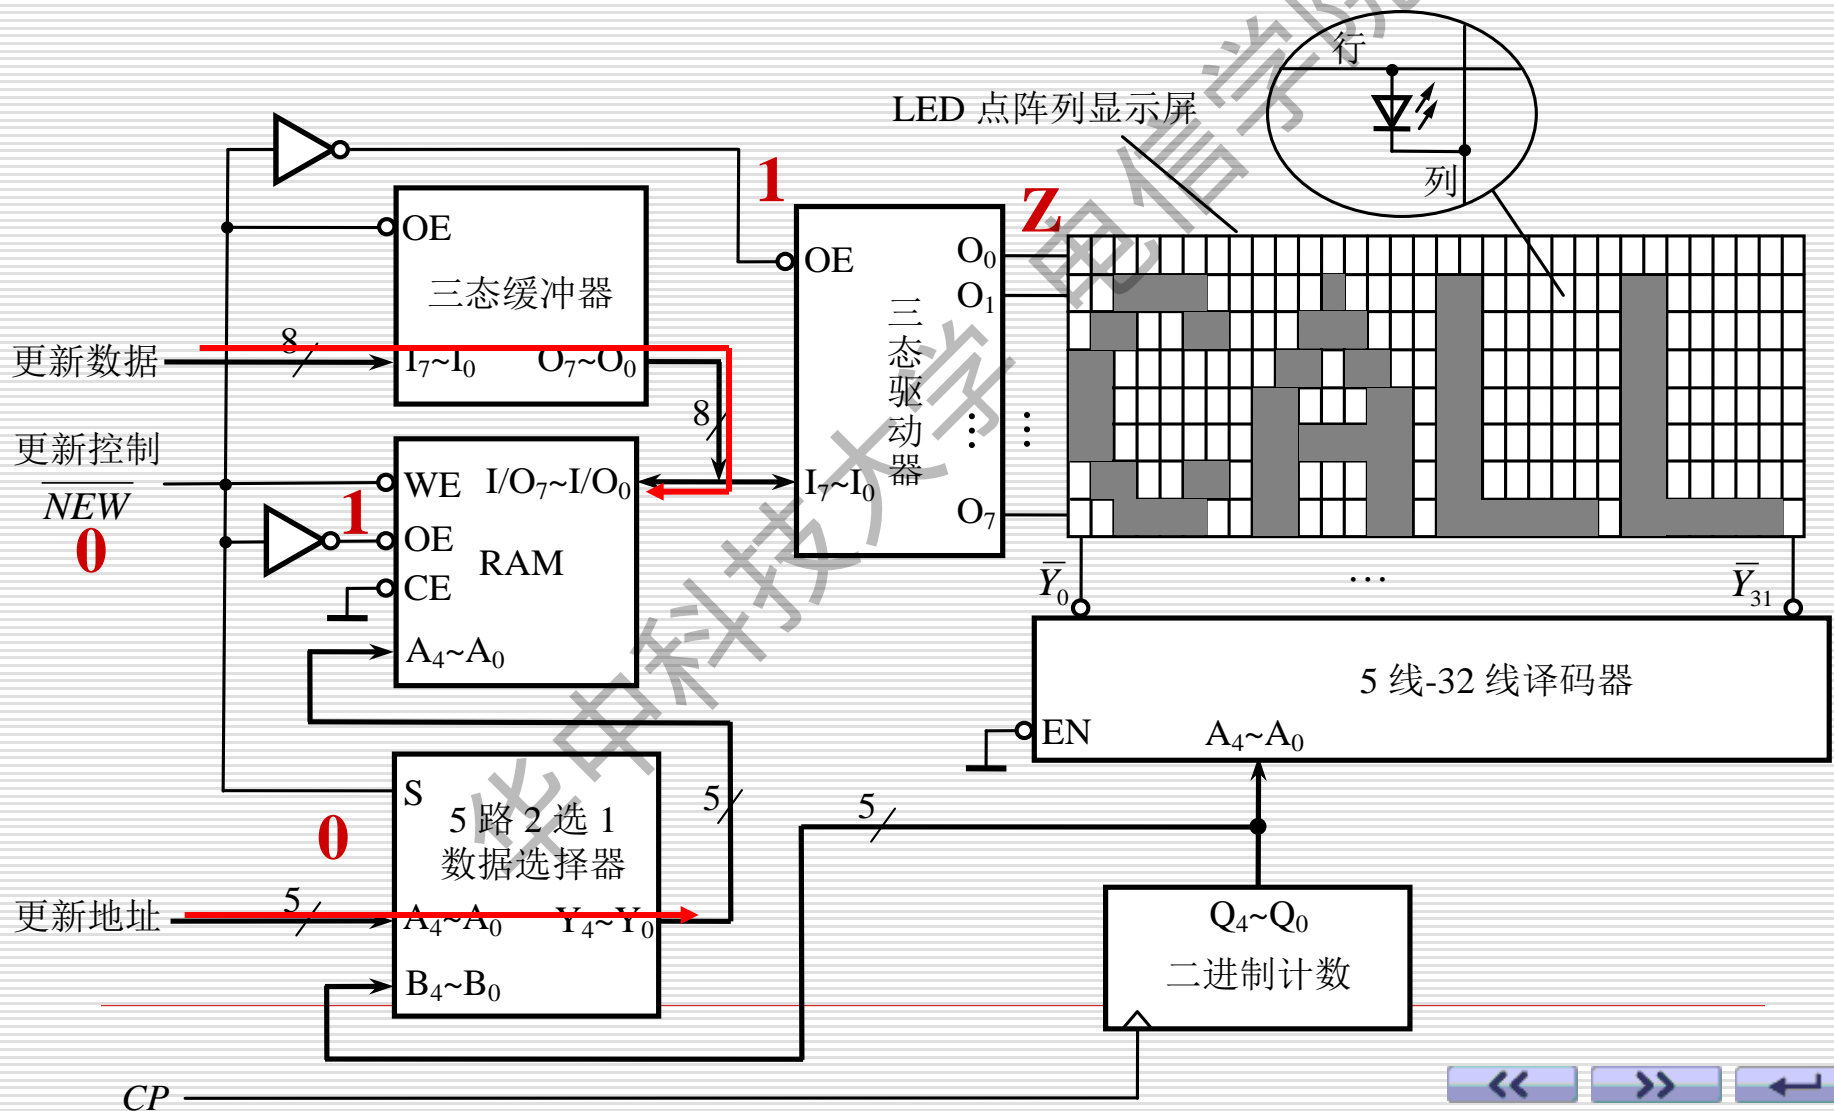 行
LED 点阵列显示屏
列
1
Z
OE
三态缓冲器
8
更新数据
I7~I0
O7~O0
OE
三态驱动器
O0
O1
⋮
⋮
I7~I0
O7
8
更新控制
NEW
0
WE
I/O7~I/O0
1
OE
RAM
CE
A4~A0
Y0
…
Y31
5 线-32 线译码器
EN
A4~A0
S
0
5 路 2 选 1
数据选择器
5
5
更新地址
5
A4~A0
Y4~Y0
B4~B0
Q4~Q0
二进制计数
CP
华中科技大学 电信学院